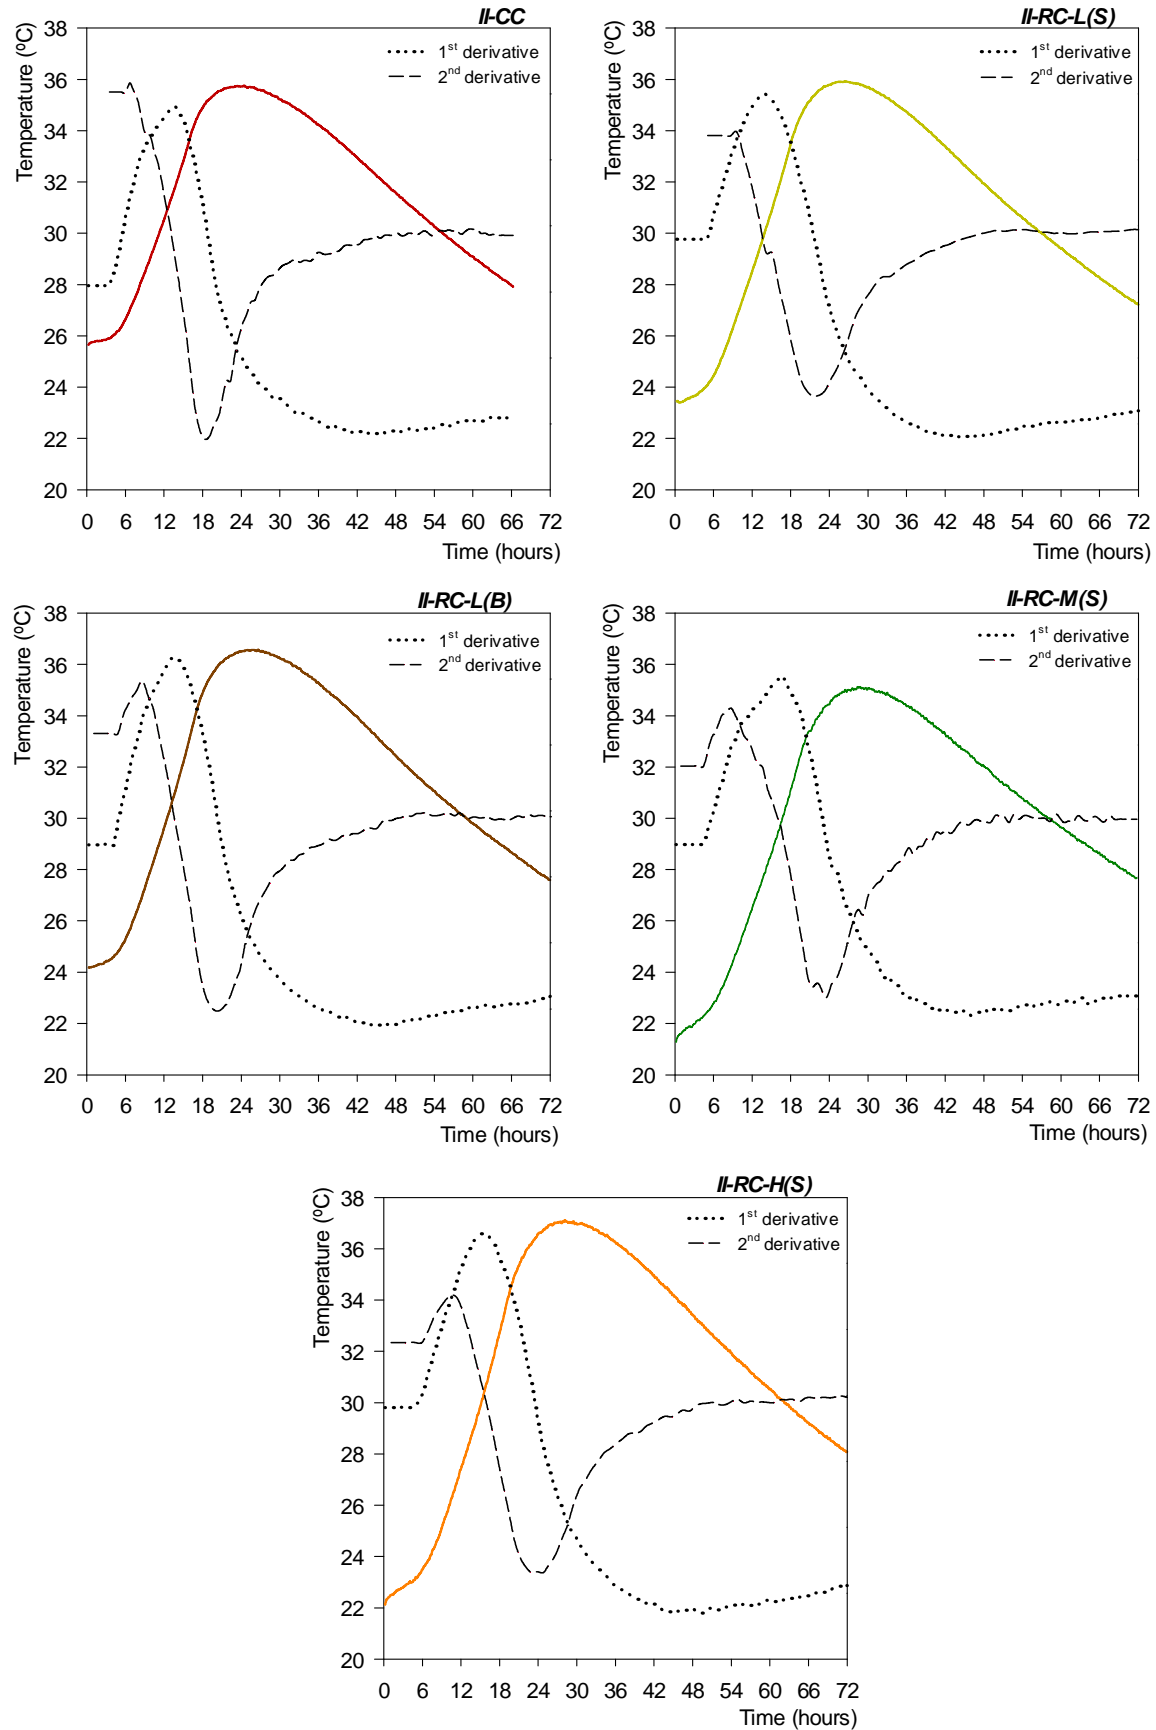 II-CC
Temperature (ºC)
38
36
34
32
30
28
26
24
22
20
1st derivative
2nd derivative
0 6 12 18 24 30 36 42 48 54 60 66 72
Time (hours)
II-RC-L(S)
Temperature (ºC)
38
36
34
32
30
28
26
24
22
20
1st derivative
2nd derivative
0 6 12 18 24 30 36 42 48 54 60 66 72
Time (hours)
II-RC-L(B)
Temperature (ºC)
38
36
34
32
30
28
26
24
22
20
1st derivative
2nd derivative
0 6 12 18 24 30 36 42 48 54 60 66 72
Time (hours)
II-RC-M(S)
Temperature (ºC)
38
36
34
32
30
28
26
24
22
20
1st derivative
2nd derivative
0 6 12 18 24 30 36 42 48 54 60 66 72
Time (hours)
II-RC-H(S)
Temperature (ºC)
38
36
34
32
30
28
26
24
22
20
1st derivative
2nd derivative
0 6 12 18 24 30 36 42 48 54 60 66 72
Time (hours)